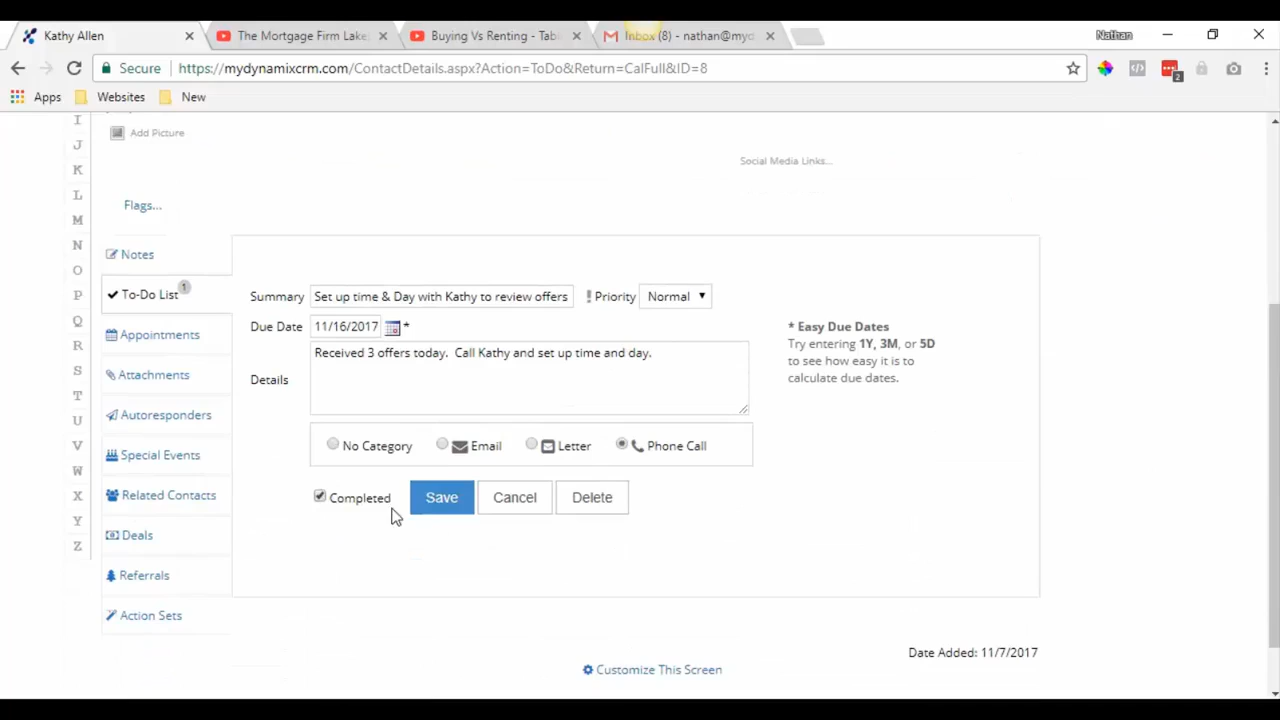 Kathy Allen
The Mortgage Firm Lake
Buying Vs Renting - Tab
Inbox (8) - nathan@myd
Nathan
Secure
https://mydynamixcrm.com/ContactDetails.aspx?Action=ToDo&Return=CalFull&ID=8
2
Apps
Websites
New
I
J
K
L
M
N
O
P
Q
R
S
T
U
V
W
X
Y
Z
Add Picture
Social Media Links...
Flags...
Notes
To-Do List 1
Appointments
Attachments
Autoresponders
Special Events
Related Contacts
Deals
Referrals
Action Sets
Summary Set up time & Day with Kathy to review offers Priority Normal
Due Date 11/16/2017 *
Details
Received 3 offers today. Call Kathy and set up time and day.
* Easy Due Dates
Try entering 1Y, 3M, or 5D
to see how easy it is to
calculate due dates.
No Category Email Letter Phone Call
Completed Save Cancel Delete
Date Added: 11/7/2017
Customize This Screen